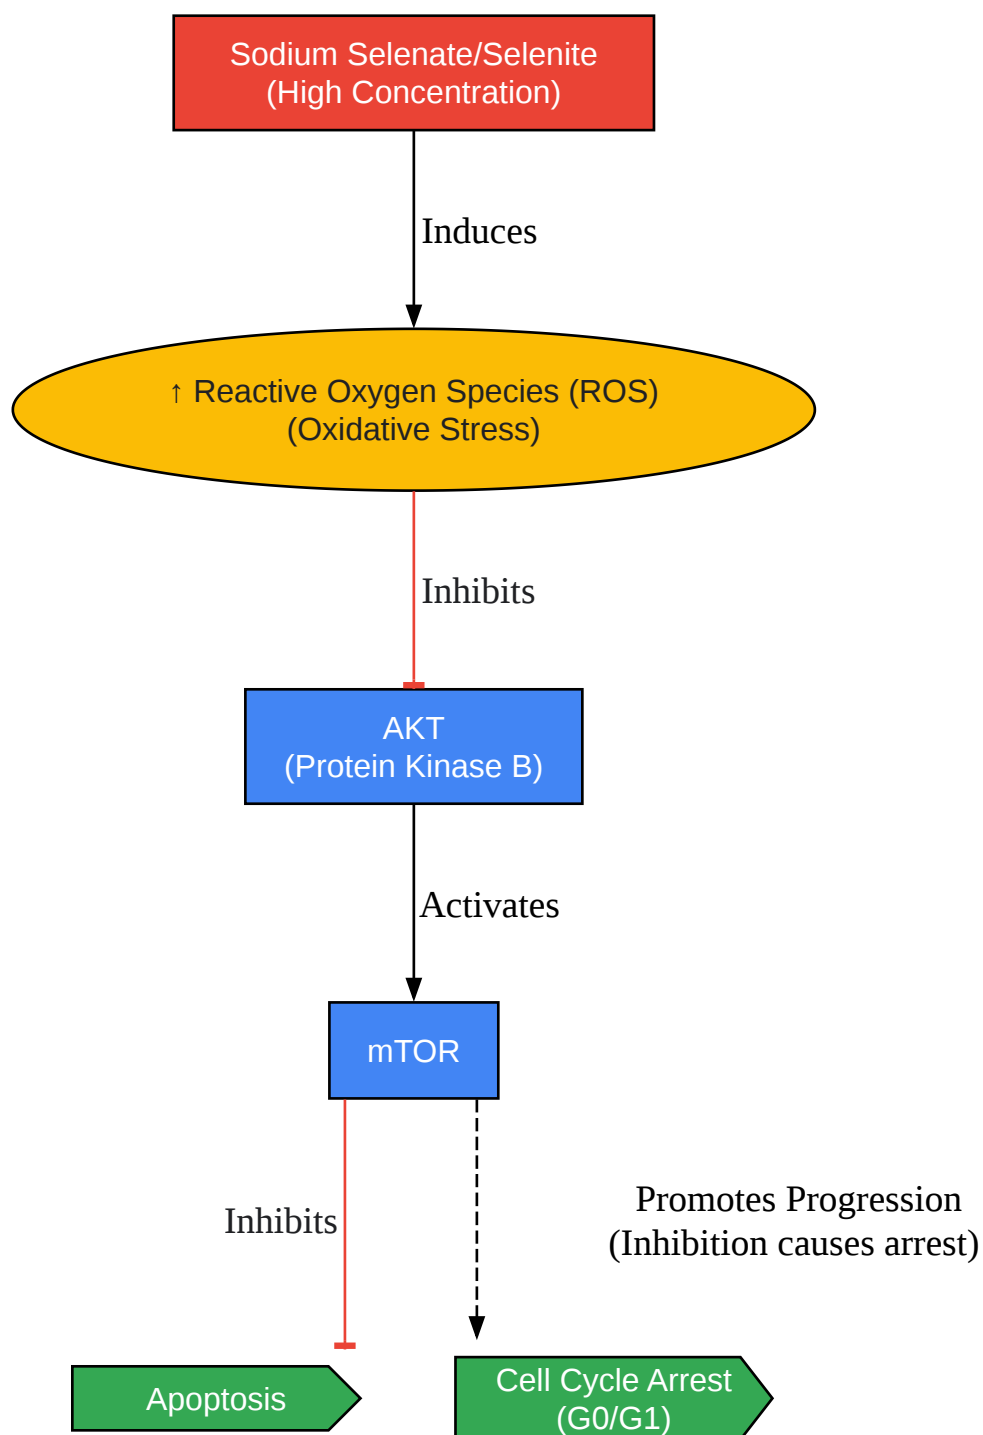 Sodium Selenate/Selenite
(High Concentration)
Induces
↑ Reactive Oxygen Species (ROS)
(Oxidative Stress)
Inhibits
AKT
(Protein Kinase B)
Activates
mTOR
Inhibits
Promotes Progression
(Inhibition causes arrest)
Apoptosis
Cell Cycle Arrest
(G0/G1)